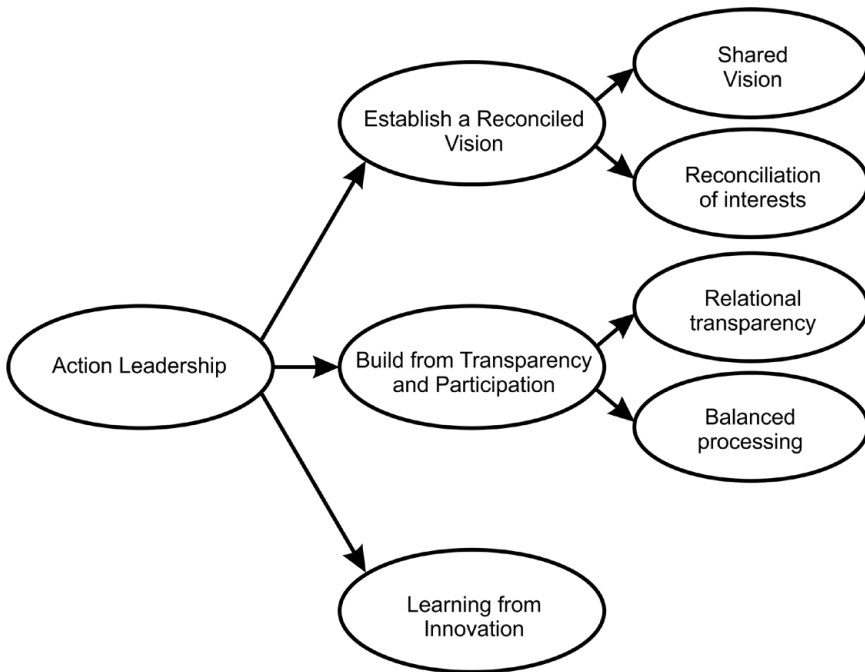 Shared
Vision
Establish a Reconciled
Vision
Reconciliation
of interests
Relational
transparency
Action Leadership
Build from Transparency
and Participation
Balanced
processing
Learning from
Innovation